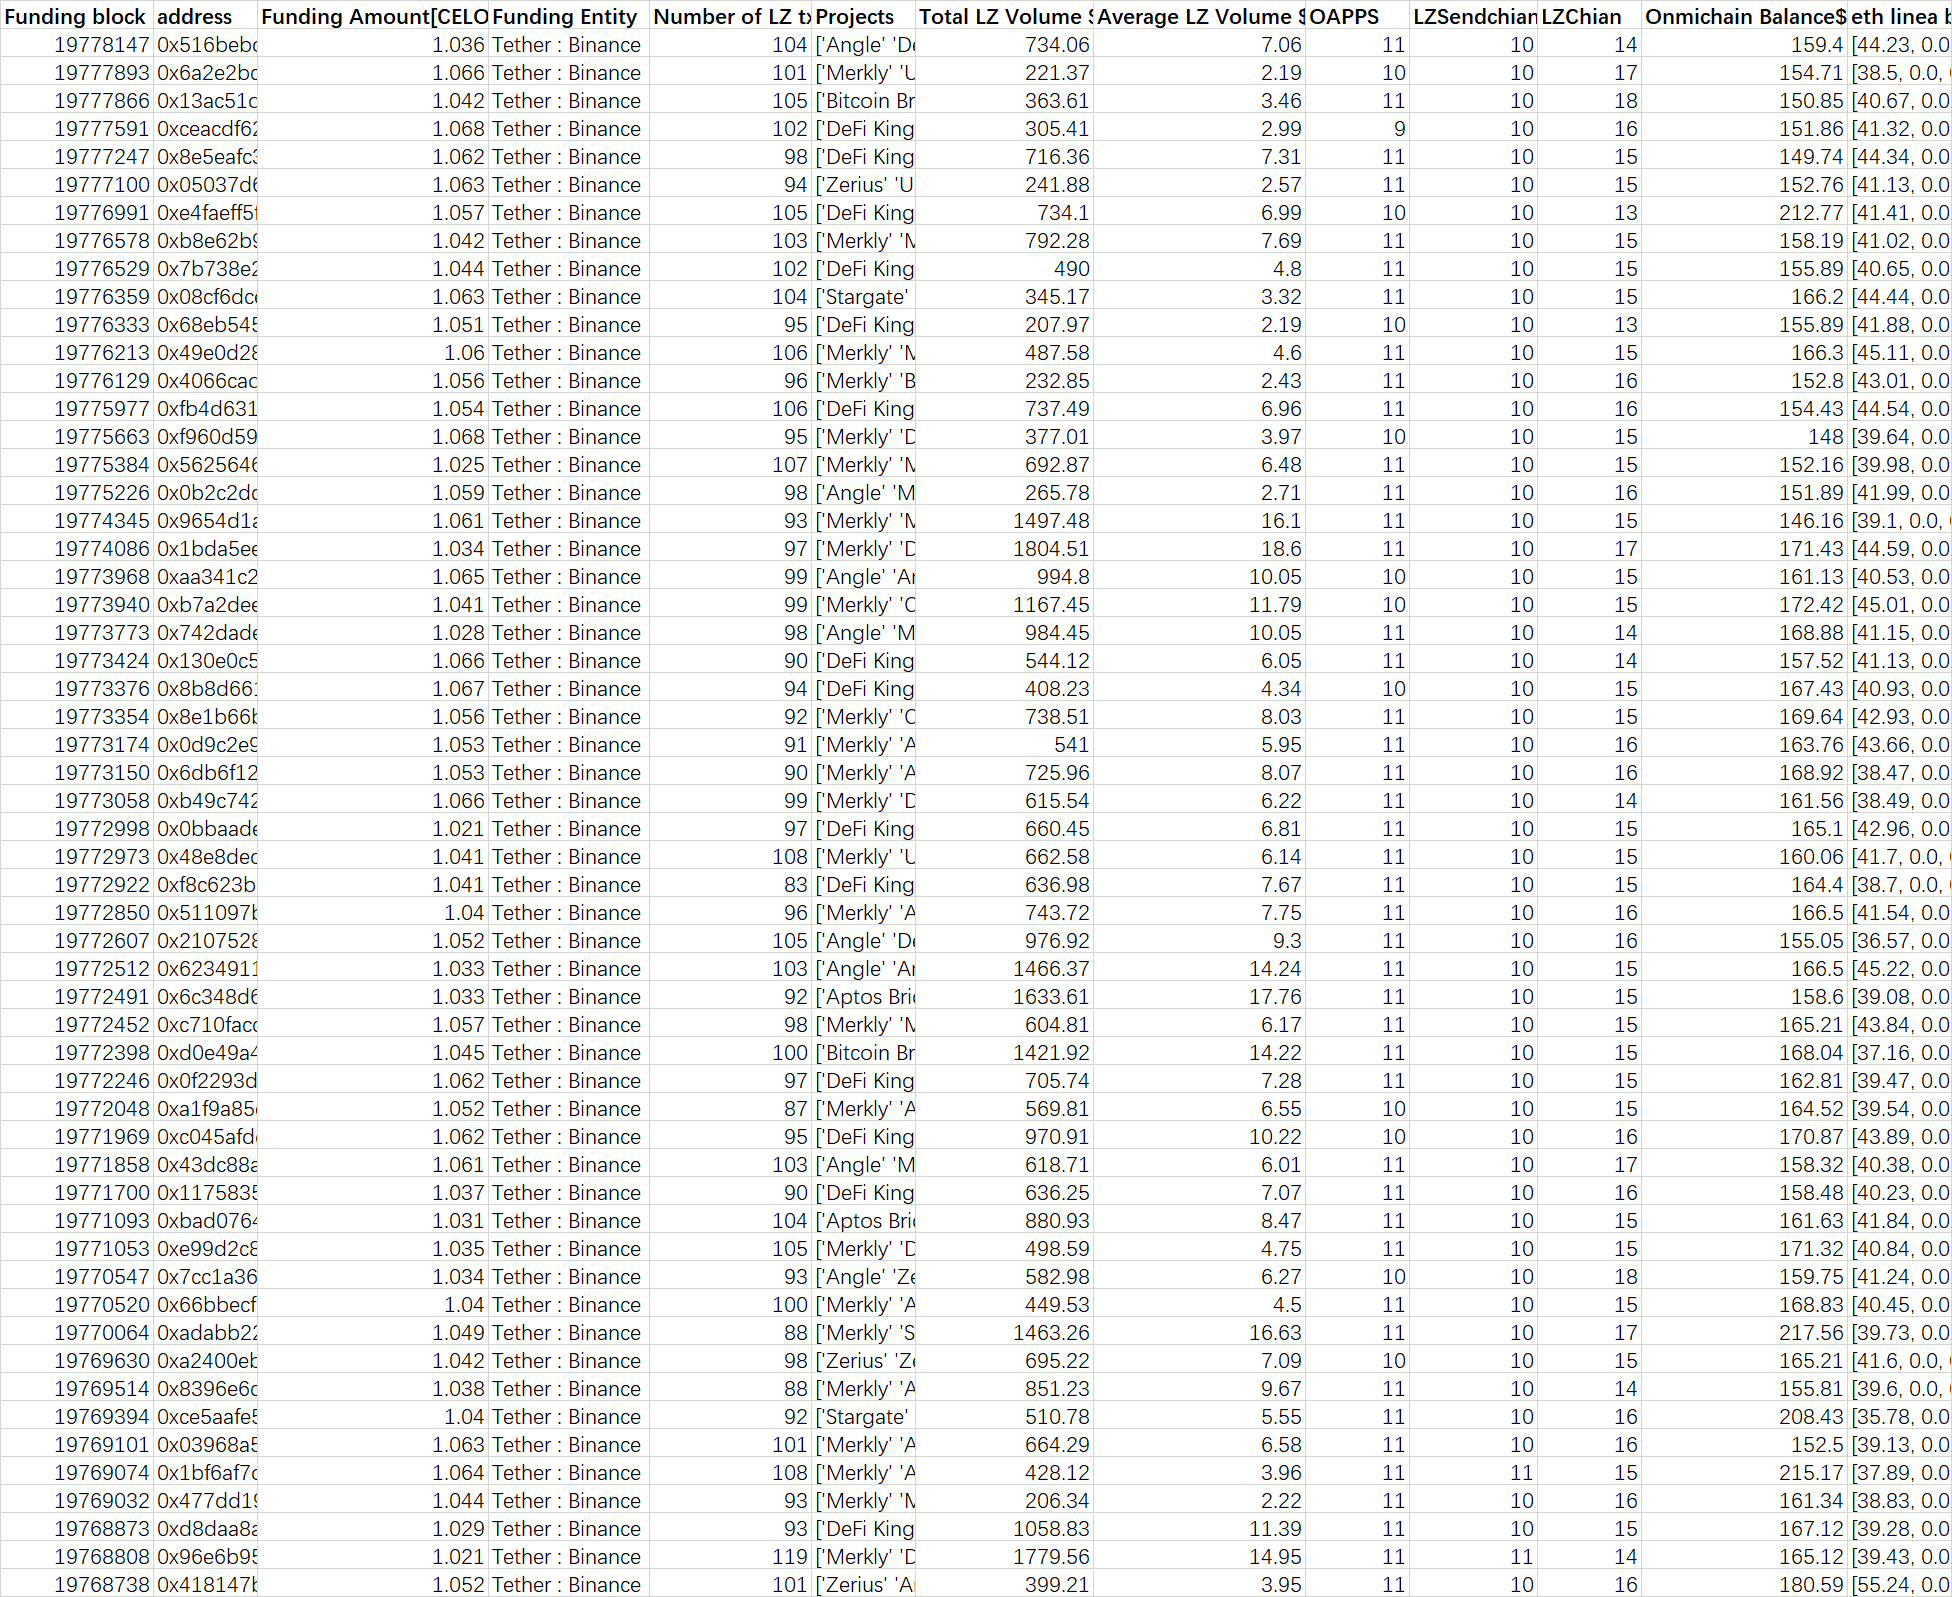 Funding block address Funding Amount[CELO Funding Entity Number of LZ tx Projects Total LZ Volume $ Average LZ Volume $ OAPPS LZSendchian LZChian Onmichain Balance$ eth linea b
19778147 0x516beb 1.036 Tether : Binance 104 ['Angle' 'De 734.06 7.06 11 10 14 159.4 [44.23, 0.0
19777893 0x6a2e2b 1.066 Tether : Binance 101 ['Merkly' 'U 221.37 2.19 10 10 17 154.71 [38.5, 0.0,
19777866 0x13ac51 1.042 Tether : Binance 105 ['Bitcoin Br 363.61 3.46 11 10 18 150.85 [40.67, 0.0
19777591 0xceacdf62 1.068 Tether : Binance 102 ['DeFi King 305.41 2.99 9 10 16 151.86 [41.32, 0.0
19777247 0x8e5eafc3 1.062 Tether : Binance 98 ['DeFi King 716.36 7.31 11 10 15 149.74 [44.34, 0.0
19777100 0x05037d6 1.063 Tether : Binance 94 ['Zerius' 'U 241.88 2.57 11 10 15 152.76 [41.13, 0.0
19776991 0xe4faeff5f 1.057 Tether : Binance 105 ['DeFi King 734.1 6.99 10 10 13 212.77 [41.41, 0.0
19776578 0xb8e62b9 1.042 Tether : Binance 103 ['Merkly' 'M 792.28 7.69 11 10 15 158.19 [41.02, 0.0
19776529 0x7b738e2 1.044 Tether : Binance 102 ['DeFi King 490 4.8 11 10 15 155.89 [40.65, 0.0
19776359 0x08cf6dce 1.063 Tether : Binance 104 ['Stargate' 345.17 3.32 11 10 15 166.2 [44.44, 0.0
19776333 0x68eb545 1.051 Tether : Binance 95 ['DeFi King 207.97 2.19 10 10 13 155.89 [41.88, 0.0
19776213 0x49e0d28 1.06 Tether : Binance 106 ['Merkly' 'M 487.58 4.6 11 10 15 166.3 [45.11, 0.0
19776129 0x4066cac 1.056 Tether : Binance 96 ['Merkly' 'B 232.85 2.43 11 10 16 152.8 [43.01, 0.0
19775977 0xfb4d631 1.054 Tether : Binance 106 ['DeFi King 737.49 6.96 11 10 16 154.43 [44.54, 0.0
19775663 0xf960d59 1.068 Tether : Binance 95 ['Merkly' 'D 377.01 3.97 10 10 15 148 [39.64, 0.0
19775384 0x5625646 1.025 Tether : Binance 107 ['Merkly' 'M 692.87 6.48 11 10 15 152.16 [39.98, 0.0
19775226 0x0b2c2d 1.059 Tether : Binance 98 ['Angle' 'M 265.78 2.71 11 10 16 151.89 [41.99, 0.0
19774345 0x9654d1a 1.061 Tether : Binance 93 ['Merkly' 'M 1497.48 16.1 11 10 15 146.16 [39.1, 0.0,
19774086 0x1bda5ee 1.034 Tether : Binance 97 ['Merkly' 'D 1804.51 18.6 11 10 17 171.43 [44.59, 0.0
19773968 0xaa341c2 1.065 Tether : Binance 99 ['Angle' 'Ar 994.8 10.05 10 10 15 161.13 [40.53, 0.0
19773940 0xb7a2dee 1.041 Tether : Binance 99 ['Merkly' 'C 1167.45 11.79 10 10 15 172.42 [45.01, 0.0
19773773 0x742dade 1.028 Tether : Binance 98 ['Angle' 'M 984.45 10.05 11 10 14 168.88 [41.15, 0.0
19773424 0x130e0c5 1.066 Tether : Binance 90 ['DeFi King 544.12 6.05 11 10 14 157.52 [41.13, 0.0
19773376 0x8b8d661 1.067 Tether : Binance 94 ['DeFi King 408.23 4.34 10 10 15 167.43 [40.93, 0.0
19773354 0x8e1b66b 1.056 Tether : Binance 92 ['Merkly' 'C 738.51 8.03 11 10 15 169.64 [42.93, 0.0
19773174 0x0d9c2e9 1.053 Tether : Binance 91 ['Merkly' 'A 541 5.95 11 10 16 163.76 [43.66, 0.0
19773150 0x6db6f12 1.053 Tether : Binance 90 ['Merkly' 'A 725.96 8.07 11 10 16 168.92 [38.47, 0.0
19773058 0xb49c742 1.066 Tether : Binance 99 ['Merkly' 'D 615.54 6.22 11 10 14 161.56 [38.49, 0.0
19772998 0x0bbaade 1.021 Tether : Binance 97 ['DeFi King 660.45 6.81 11 10 15 165.1 [42.96, 0.0
19772973 0x48e8dec 1.041 Tether : Binance 108 ['Merkly' 'U 662.58 6.14 11 10 15 160.06 [41.7, 0.0,
19772922 0xf8c623b 1.041 Tether : Binance 83 ['DeFi King 636.98 7.67 11 10 15 164.4 [38.7, 0.0,
19772850 0x511097b 1.04 Tether : Binance 96 ['Merkly' 'A 743.72 7.75 11 10 16 166.5 [41.54, 0.0
19772607 0x2107528 1.052 Tether : Binance 105 ['Angle' 'De 976.92 9.3 11 10 16 155.05 [36.57, 0.0
19772512 0x6234911 1.033 Tether : Binance 103 ['Angle' 'Ar 1466.37 14.24 11 10 15 166.5 [45.22, 0.0
19772491 0x6c348d6 1.033 Tether : Binance 92 ['Aptos Bri 1633.61 17.76 11 10 15 158.6 [39.08, 0.0
19772452 0xc710fac 1.057 Tether : Binance 98 ['Merkly' 'M 604.81 6.17 11 10 15 165.21 [43.84, 0.0
19772398 0xd0e49a4 1.045 Tether : Binance 100 ['Bitcoin Br 1421.92 14.22 11 10 15 168.04 [37.16, 0.0
19772246 0x0f2293d 1.062 Tether : Binance 97 ['DeFi King 705.74 7.28 11 10 15 162.81 [39.47, 0.0
19772048 0xa1f9a85 1.052 Tether : Binance 87 ['Merkly' 'A 569.81 6.55 10 10 15 164.52 [39.54, 0.0
19771969 0xc045afd 1.062 Tether : Binance 95 ['DeFi King 970.91 10.22 10 10 16 170.87 [43.89, 0.0
19771858 0x43dc88a 1.061 Tether : Binance 103 ['Angle' 'M 618.71 6.01 11 10 17 158.32 [40.38, 0.0
19771700 0x1175835 1.037 Tether : Binance 90 ['DeFi King 636.25 7.07 11 10 16 158.48 [40.23, 0.0
19771093 0xbad0764 1.031 Tether : Binance 104 ['Aptos Bri 880.93 8.47 11 10 15 161.63 [41.84, 0.0
19771053 0xe99d2c8 1.035 Tether : Binance 105 ['Merkly' 'D 498.59 4.75 11 10 15 171.32 [40.84, 0.0
19770547 0x7cc1a36 1.034 Tether : Binance 93 ['Angle' 'Ze 582.98 6.27 10 10 18 159.75 [41.24, 0.0
19770520 0x66bbecf 1.04 Tether : Binance 100 ['Merkly' 'A 449.53 4.5 11 10 15 168.83 [40.45, 0.0
19770064 0xadabb22 1.049 Tether : Binance 88 ['Merkly' 'S 1463.26 16.63 11 10 17 217.56 [39.73, 0.0
19769630 0xa2400eb 1.042 Tether : Binance 98 ['Zerius' 'Ze 695.22 7.09 10 10 15 165.21 [41.6, 0.0,
19769514 0x8396e6c 1.038 Tether : Binance 88 ['Merkly' 'A 851.23 9.67 11 10 14 155.81 [39.6, 0.0,
19769394 0xce5aafe5 1.04 Tether : Binance 92 ['Stargate' 510.78 5.55 11 10 16 208.43 [35.78, 0.0
19769101 0x03968a5 1.063 Tether : Binance 101 ['Merkly' 'A 664.29 6.58 11 10 16 152.5 [39.13, 0.0
19769074 0x1bf6af7c 1.064 Tether : Binance 108 ['Merkly' 'A 428.12 3.96 11 11 15 215.17 [37.89, 0.0
19769032 0x477dd19 1.044 Tether : Binance 93 ['Merkly' 'M 206.34 2.22 11 10 16 161.34 [38.83, 0.0
19768873 0xd8daa8a 1.029 Tether : Binance 93 ['DeFi King 1058.83 11.39 11 10 15 167.12 [39.28, 0.0
19768808 0x96e6b95 1.021 Tether : Binance 119 ['Merkly' 'D 1779.56 14.95 11 11 14 165.12 [39.43, 0.0
19768738 0x418147b 1.052 Tether : Binance 101 ['Zerius' 'Ar 399.21 3.95 11 10 16 180.59 [55.24, 0.0